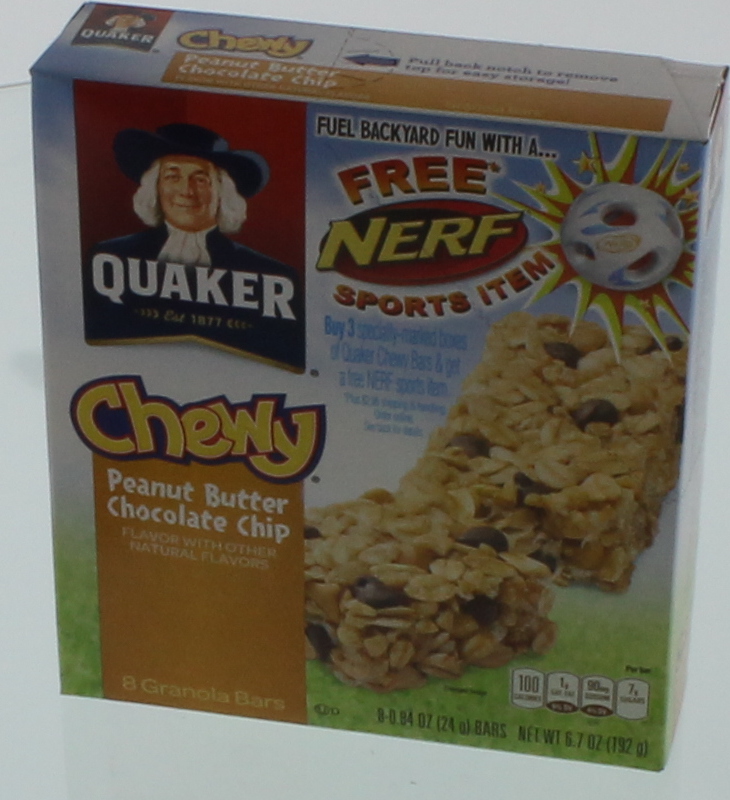 QUAKER
Chewy
Peanut Butter
Chocolate Chip
Pull back notch to remove
top for easy storage!
FUEL BACKYARD FUN WITH A...
FREE*
NERF
SPORTS ITEM
QUAKER
Est 1877
Buy 3 specially-marked boxes
of Quaker Chewy Bars & get
a free NERF sports item.
Chewy
Peanut Butter
Chocolate Chip
FLAVOR WITH OTHER
NATURAL FLAVORS
8 Granola Bars
Per bar
100 CALORIES
1g SAT FAT
90mg SODIUM
7g SUGARS
8-0.84 OZ (24 g) BARS NET WT 6.7 OZ (192 g)